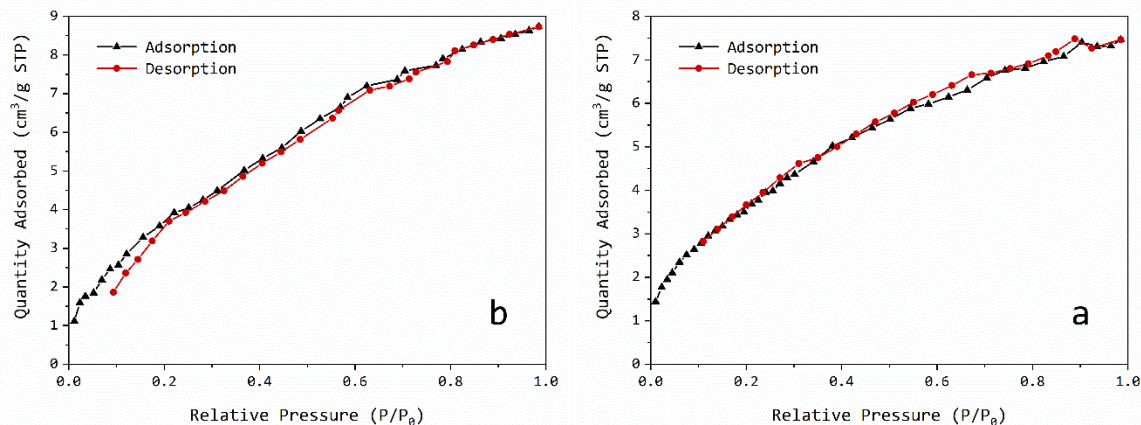 Quantity Adsorbed (cm³/g STP)
9
8
7
6
5
4
3
2
1
0
Adsorption
Desorption
b
0.0 0.2 0.4 0.6 0.8 1.0
Relative Pressure (P/P₀)
Quantity Adsorbed (cm³/g STP)
8
7
6
5
4
3
2
1
0
Adsorption
Desorption
a
0.0 0.2 0.4 0.6 0.8 1.0
Relative Pressure (P/P₀)